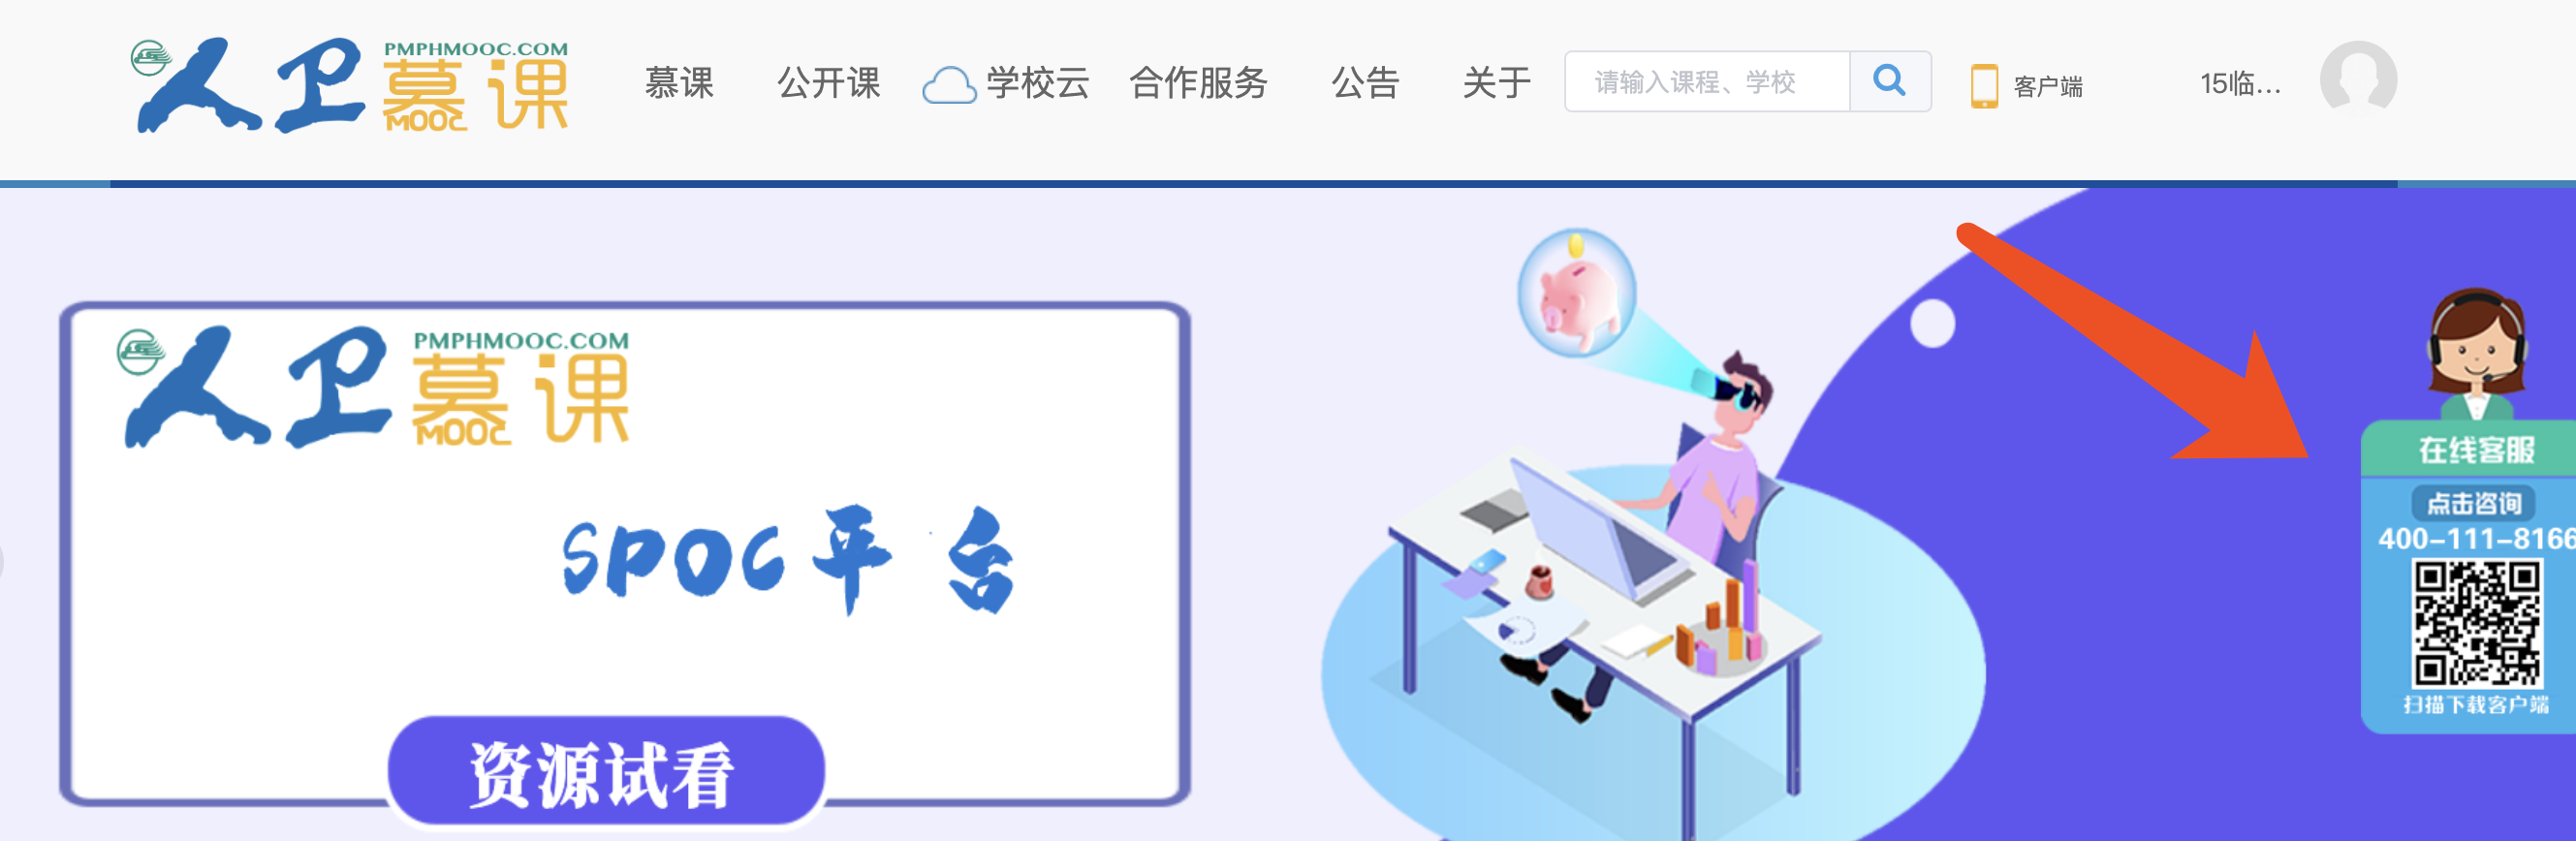 人卫慕课
PMPHMOOC.COM
MOOC
慕课
公开课
学校云
合作服务
公告
关于
请输入课程、学校
客户端
15临...
人卫慕课
PMPHMOOC.COM
MOOC
SPOC平台
资源试看
在线客服
点击咨询
400-111-8166
扫描下载客户端